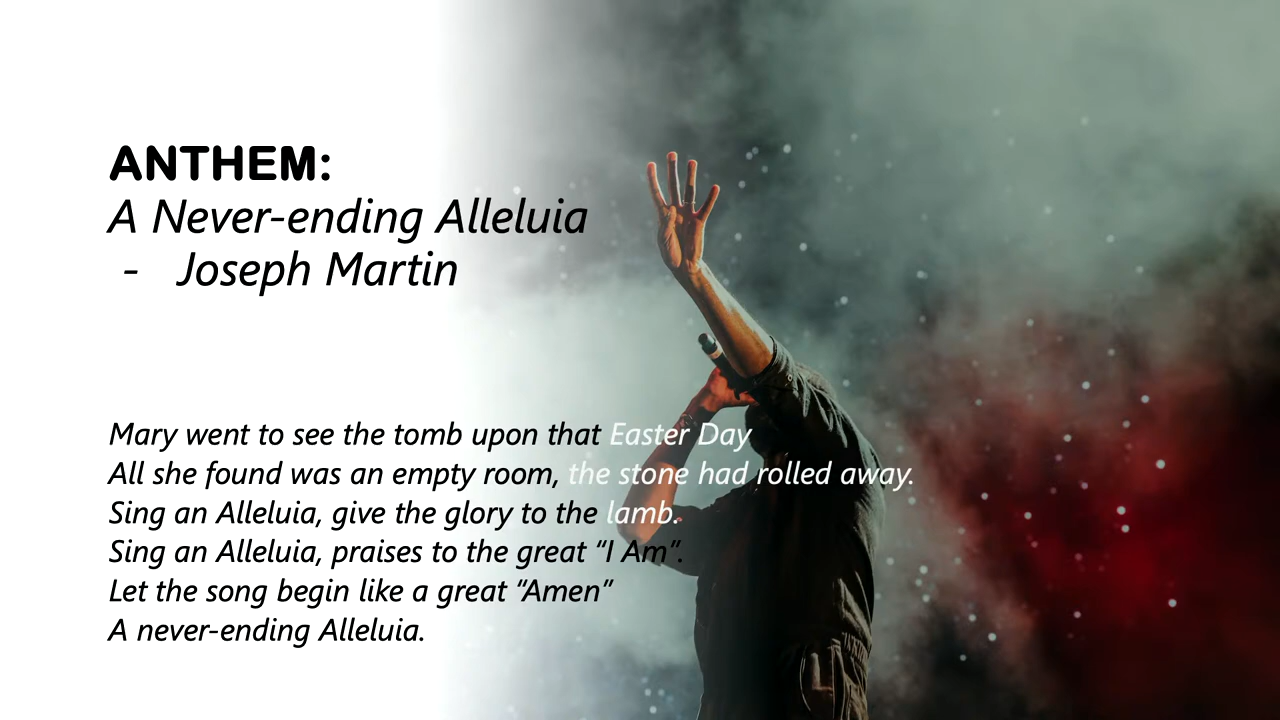 ANTHEM:
A Never-ending Alleluia
- Joseph Martin
Mary went to see the tomb upon that Easter Day
All she found was an empty room, the stone had rolled away.
Sing an Alleluia, give the glory to the lamb.
Sing an Alleluia, praises to the great “I Am”.
Let the song begin like a great “Amen”
A never-ending Alleluia.